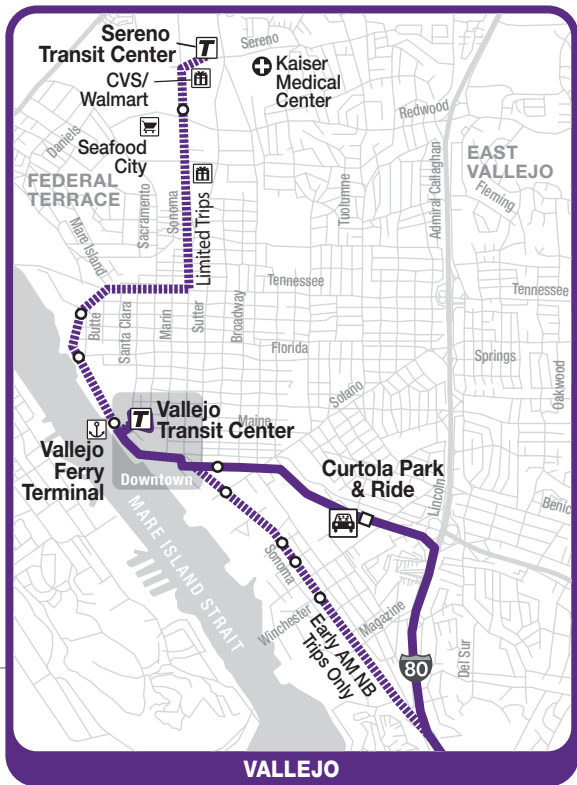 Sereno
Transit Center
T
Sereno
CVS/
Walmart
Kaiser
Medical
Center
Redwood
Daniels
Seafood
City
EAST
VALLEJO
Fleming
FEDERAL
TERRACE
Mare Island
Sacramento
Sonoma
Limited Trips
Tuolumne
Admiral Callaghan
Tennessee
Tennessee
Butte
Santa Clara
Marin
Sutter
Broadway
Florida
Springs
Oakwood
Solano
Maine
T
Vallejo
Transit Center
Vallejo
Ferry
Terminal
Downtown
Curtola Park
& Ride
Lincoln
Benic
MARE ISLAND STRAIT
Sonoma
Winchester
Magazine
Early AM NB
Trips Only
80
Del Sur
VALLEJO